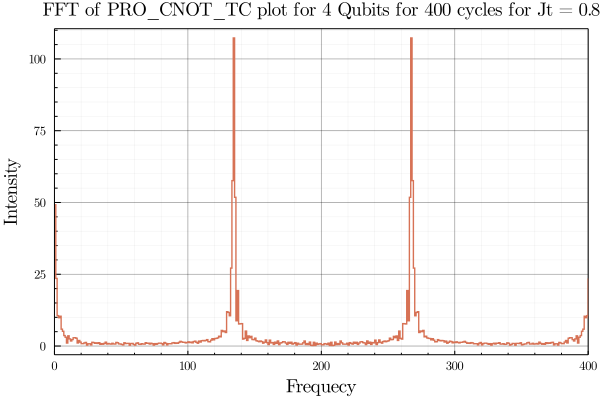 FFT of PRO_CNOT_TC plot for 4 Qubits for 400 cycles for Jt = 0.8
100
75
50
25
0
Intensity
0 100 200 300 400
Frequecy